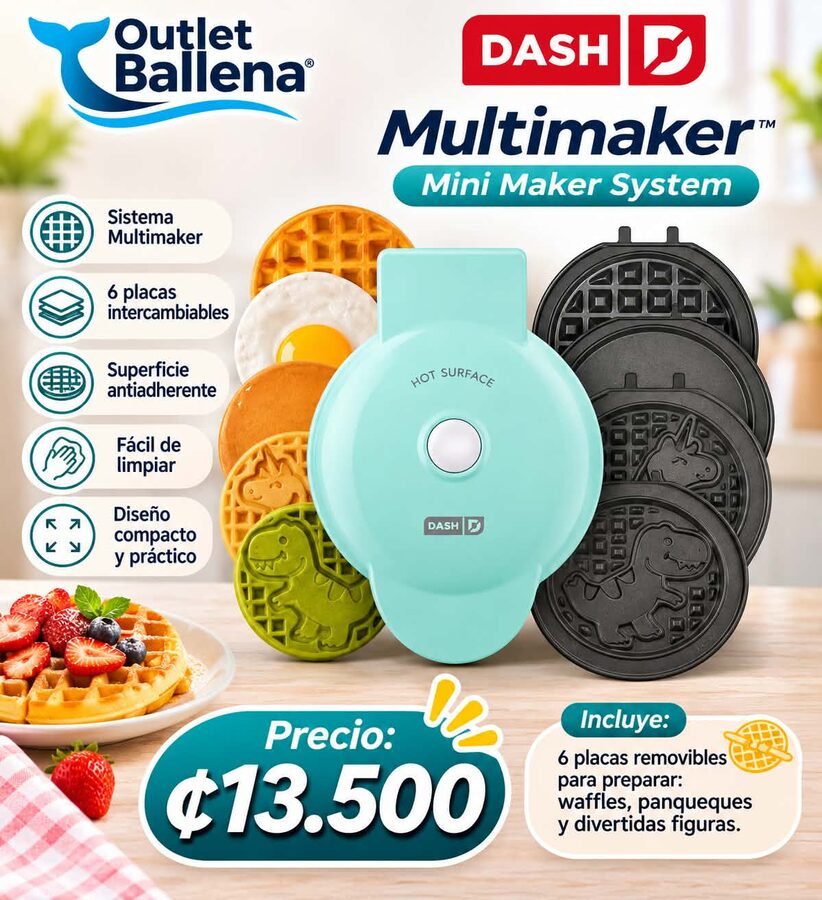 Outlet
Ballena®
DASH
Multimaker™
Mini Maker System
Sistema
Multimaker
6 placas
intercambiables
Superficie
antiadherente
Fácil de
limpiar
Diseño
compacto
y práctico
HOT SURFACE
DASH
Precio:
₡13.500
Incluye:
6 placas removibles
para preparar:
waffles, panqueques
y divertidas figuras.